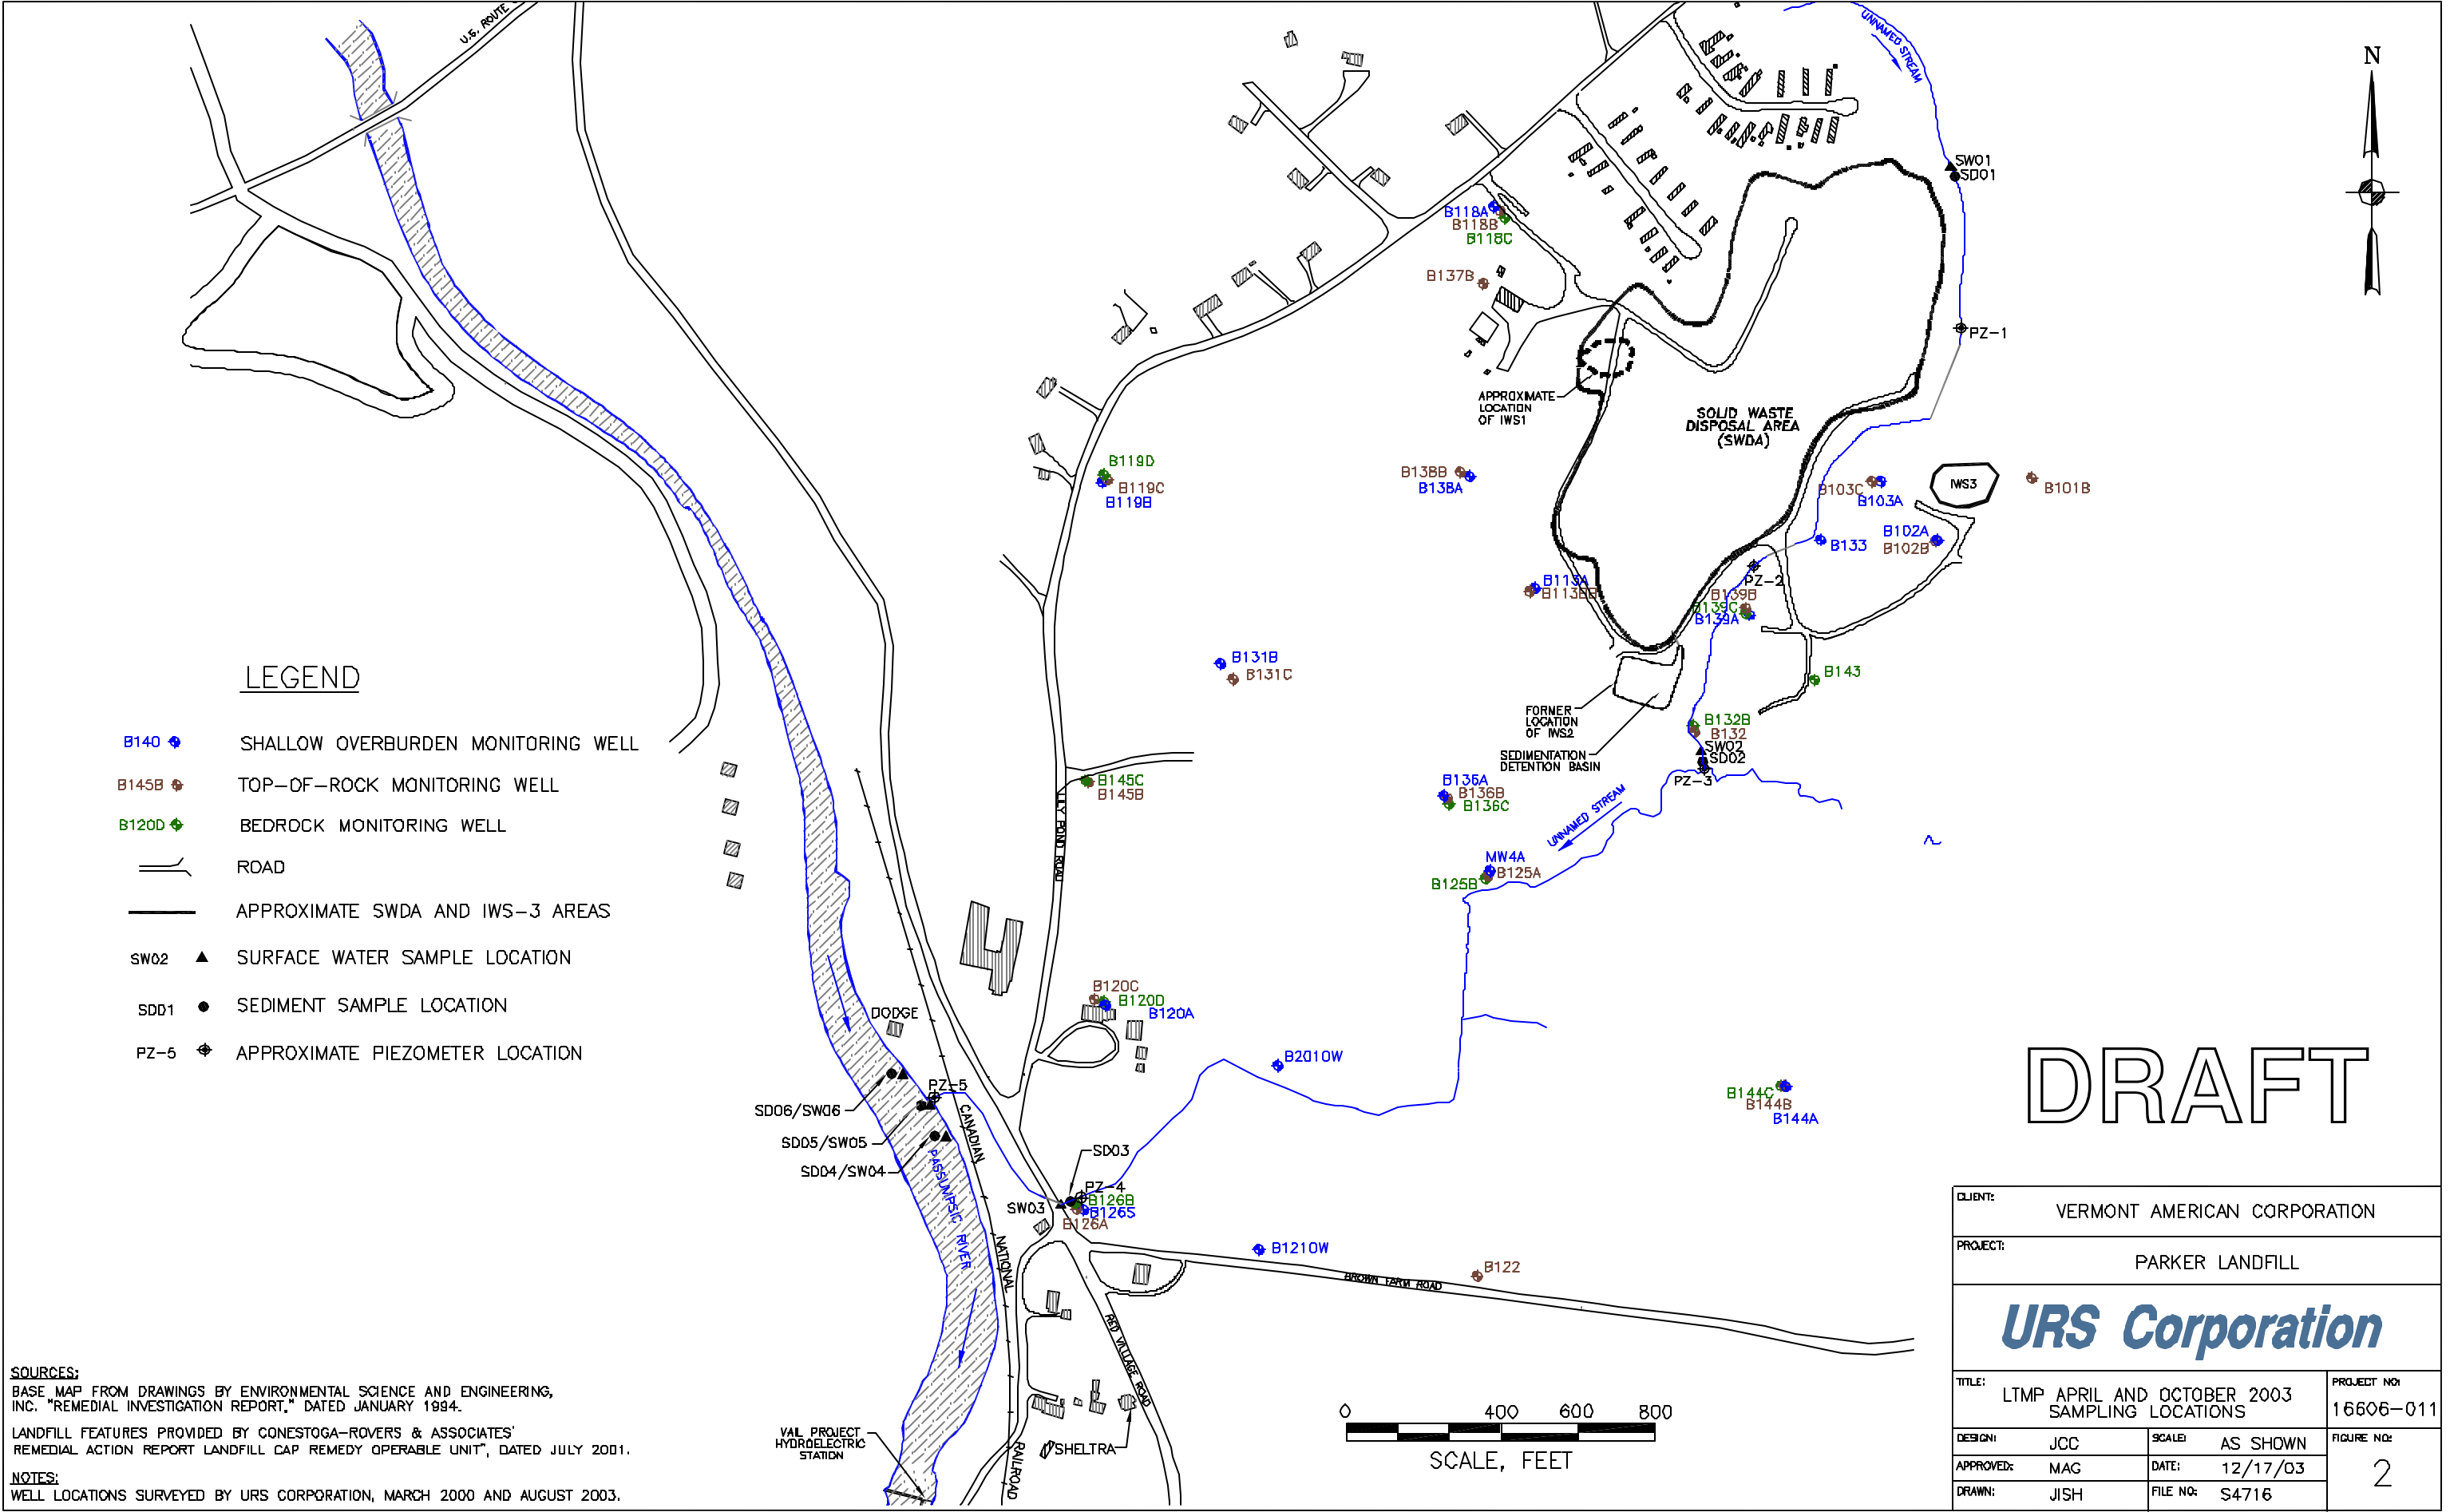 U.S. ROUTE
UNNAMED STREAM
N
SW01
SD01
B118A
B118B
B118C
B137B
PZ-1
APPROXIMATE
LOCATION
OF IWS1
SOLID WASTE
DISPOSAL AREA
(SWDA)
B119D
B119C
B119B
B138B
B138A
B103C
B103A
IWS3
B101B
B102A
B102B
B133
PZ-2
B113A
B113BB
B139B
B139C
B139A
B131B
B131C
B143
FORMER
LOCATION
OF IWS2
SEDIMENTATION
DETENTION BASIN
B132B
B132
SW02
SD02
PZ-3
LEGEND
B140 SHALLOW OVERBURDEN MONITORING WELL
B145B TOP-OF-ROCK MONITORING WELL
B120D BEDROCK MONITORING WELL
ROAD
APPROXIMATE SWDA AND IWS-3 AREAS
SW02 SURFACE WATER SAMPLE LOCATION
SD01 SEDIMENT SAMPLE LOCATION
PZ-5 APPROXIMATE PIEZOMETER LOCATION
B145C
B145B
LILY POND ROAD
B136A
B136B
B136C
UNNAMED STREAM
MW4A
B125A
B125B
B120C
B120D
B120A
DODGE
B201OW
B144C
B144B
B144A
DRAFT
PZ-5
SD06/SW06
SD05/SW05
SD04/SW04
CANADIAN
NATIONAL
RAILROAD
PASSUMPSIC RIVER
SD03
PZ-4
B126B
B126S
B126A
SW03
B121OW
B122
BROWN FARM ROAD
RED VILLAGE ROAD
SHELTRA
VAIL PROJECT
HYDROELECTRIC
STATION
0 400 600 800
SCALE, FEET
SOURCES:
BASE MAP FROM DRAWINGS BY ENVIRONMENTAL SCIENCE AND ENGINEERING,
INC. "REMEDIAL INVESTIGATION REPORT," DATED JANUARY 1994.
LANDFILL FEATURES PROVIDED BY CONESTOGA-ROVERS & ASSOCIATES'
REMEDIAL ACTION REPORT LANDFILL CAP REMEDY OPERABLE UNIT", DATED JULY 2001.
NOTES:
WELL LOCATIONS SURVEYED BY URS CORPORATION, MARCH 2000 AND AUGUST 2003.
CLIENT:
VERMONT AMERICAN CORPORATION
PROJECT:
PARKER LANDFILL
URS Corporation
TITLE:
LTMP APRIL AND OCTOBER 2003
SAMPLING LOCATIONS
PROJECT NO:
16606-011
DESIGN: JCC
SCALE: AS SHOWN
FIGURE NO:
2
APPROVED: MAG
DATE: 12/17/03
DRAWN: JISH
FILE NO: S4716